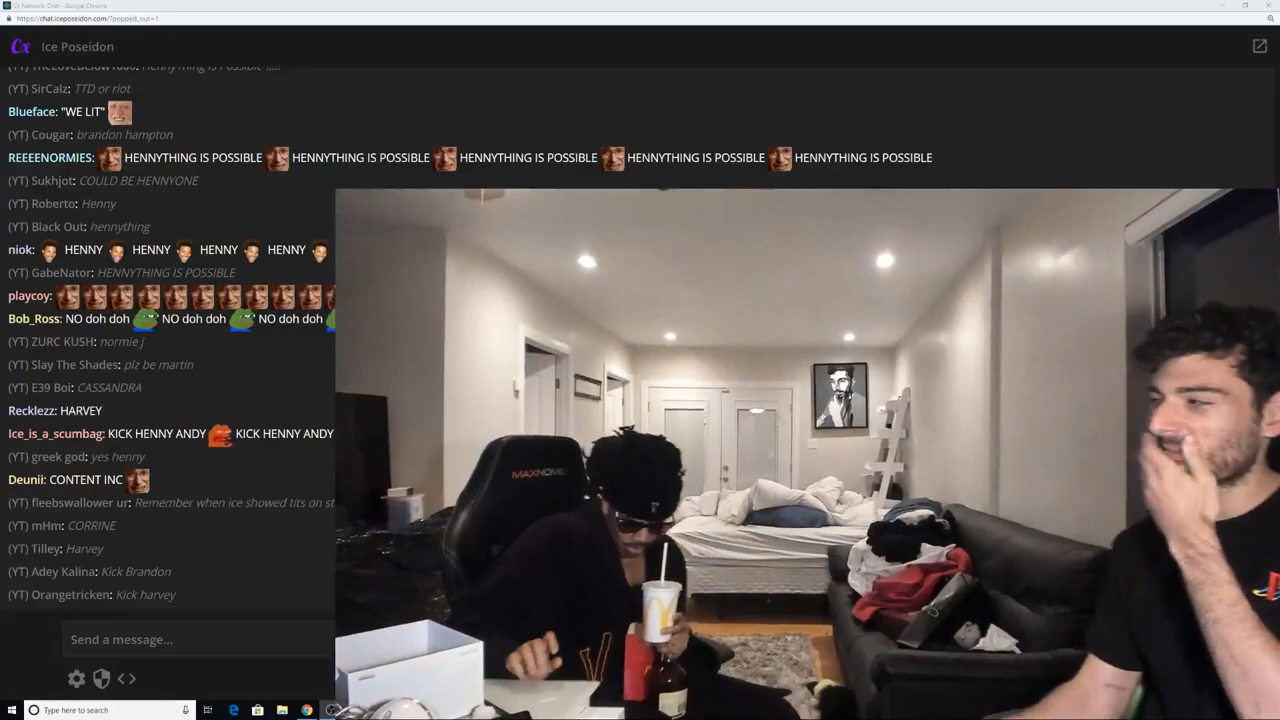 Cx Network: Chat - Google Chrome
https://chat.iceposeidon.com/?popped_out=1
Cx Ice Poseidon
(YT) TheLoveBelow1000: HennyThing IS POSSIBLE .....
(YT) SirCalz: TTD or riot
Blueface: "WE LIT"
(YT) Cougar: brandon hampton
REEEENORMIES: HENNYTHING IS POSSIBLE HENNYTHING IS POSSIBLE HENNYTHING IS POSSIBLE HENNYTHING IS POSSIBLE HENNYTHING IS POSSIBLE
(YT) Sukhjot: COULD BE HENNYONE
(YT) Roberto: Henny
(YT) Black Out: hennything
niok: HENNY HENNY HENNY HENNY
(YT) GabeNator: HENNYTHING IS POSSIBLE
playcoy:
Bob_Ross: NO doh doh NO doh doh NO doh doh
(YT) ZURC KUSH: normie j
(YT) Slay The Shades: plz be martin
(YT) E39 Boi: CASSANDRA
Recklezz: HARVEY
Ice_is_a_scumbag: KICK HENNY ANDY KICK HENNY ANDY
(YT) greek god: yes henny
Deunii: CONTENT INC
(YT) fleebswallower ur: Remember when ice showed tits on st
(YT) mHm: CORRINE
(YT) Tilley: Harvey
(YT) Adey Kalina: Kick Brandon
(YT) Orangetricken: Kick harvey
Send a message...
Type here to search
MAXNOMIC